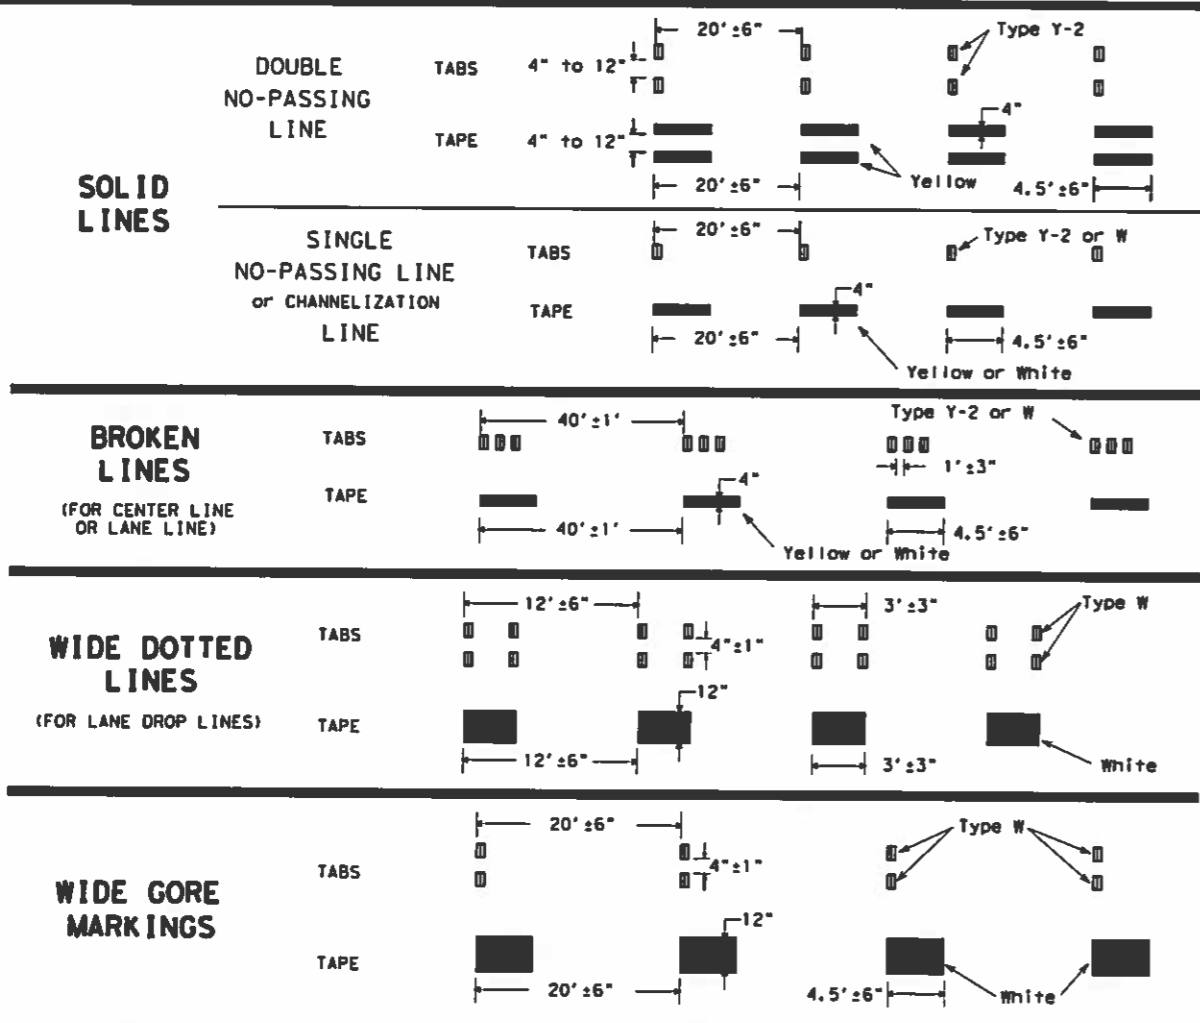 SOLID
LINES
DOUBLE
NO-PASSING
LINE
TABS
4" to 12"
20'±6"
Type Y-2
TAPE
4" to 12"
4"
20'±6"
Yellow
4.5'±6"
SINGLE
NO-PASSING LINE
or CHANNELIZATION
LINE
TABS
20'±6"
Type Y-2 or W
TAPE
4"
20'±6"
4.5'±6"
Yellow or White
BROKEN
LINES
(FOR CENTER LINE
OR LANE LINE)
TABS
40'±1'
Type Y-2 or W
1'±3"
TAPE
4"
40'±1'
4.5'±6"
Yellow or White
WIDE DOTTED
LINES
(FOR LANE DROP LINES)
TABS
12'±6"
4"±1"
3'±3"
Type W
TAPE
12"
12'±6"
3'±3"
White
WIDE GORE
MARKINGS
TABS
20'±6"
4"±1"
Type W
TAPE
12"
20'±6"
4.5'±6"
White